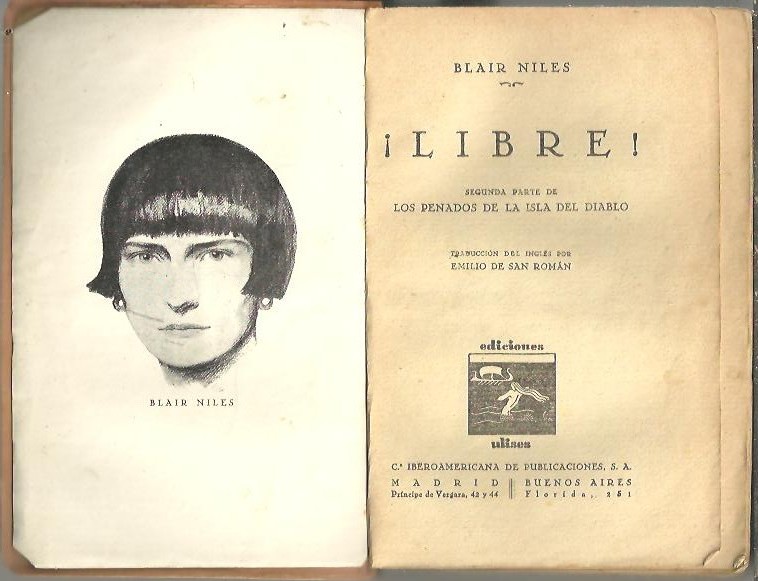 BLAIR NILES
BLAIR NILES
¡LIBRE!
SEGUNDA PARTE DE
LOS PENADOS DE LA ISLA DEL DIABLO
TRADUCCIÓN DEL INGLÉS POR
EMILIO DE SAN ROMÁN
ediciones
ulises
C.ª IBEROAMERICANA DE PUBLICACIONES, S. A.
MADRID
Príncipe de Vergara, 42 y 44
BUENOS AIRES
Florida, 251